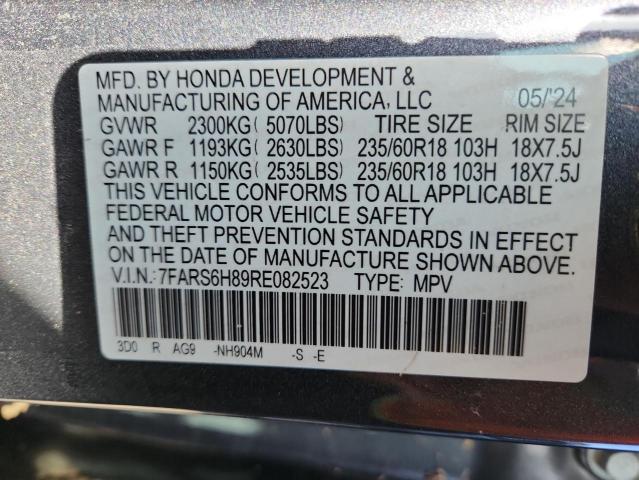 MFD. BY HONDA DEVELOPMENT &
MANUFACTURING OF AMERICA, LLC 05/'24
GVWR 2300KG( 5070LBS) TIRE SIZE RIM SIZE
GAWR F 1193KG( 2630LBS) 235/60R18 103H 18X7.5J
GAWR R 1150KG( 2535LBS) 235/60R18 103H 18X7.5J
THIS VEHICLE CONFORMS TO ALL APPLICABLE
FEDERAL MOTOR VEHICLE SAFETY
AND THEFT PREVENTION STANDARDS IN EFFECT
ON THE DATE OF MANUFACTURE SHOWN ABOVE.
V.I.N.:7FARS6H89RE082523 TYPE: MPV
3D0 R AG9 -NH904M -S -E